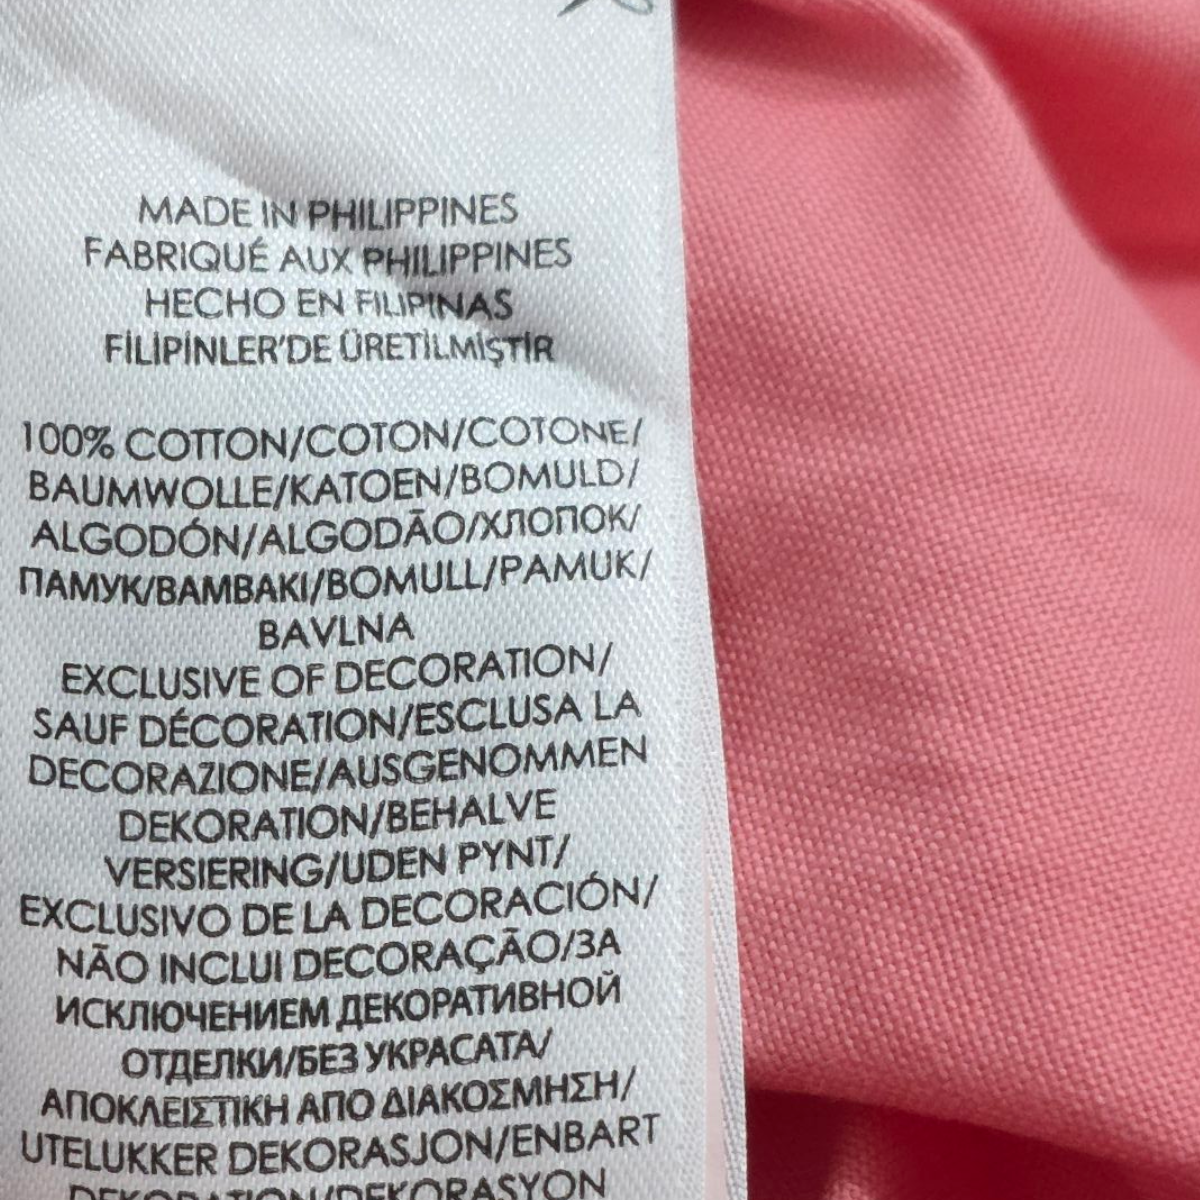 MADE IN PHILIPPINES
FABRIQUÉ AUX PHILIPPINES
HECHO EN FILIPINAS
FİLİPİNLER'DE ÜRETİLMİŞTİR
100% COTTON/COTON/COTONE/
BAUMWOLLE/KATOEN/BOMULD/
ALGODÓN/ALGODÃO/ХЛОПОК/
ПАМУК/ΒΑΜΒΑΚΙ/BOMULL/PAMUK/
BAVLNA
EXCLUSIVE OF DECORATION/
SAUF DÉCORATION/ESCLUSA LA
DECORAZIONE/AUSGENOMMEN
DEKORATION/BEHALVE
VERSIERING/UDEN PYNT/
EXCLUSIVO DE LA DECORACIÓN/
NÃO INCLUI DECORAÇÃO/ЗА
ИСКЛЮЧЕНИЕМ ДЕКОРАТИВНОЙ
ОТДЕЛКИ/БЕЗ УКРАСАТА/
ΑΠΟΚΛΕΙΣΤΙΚΗ ΑΠΟ ΔΙΑΚΟΣΜΗΣΗ/
UTELUKKER DEKORASJON/ENBART
DEKORATION/DEKORASYON